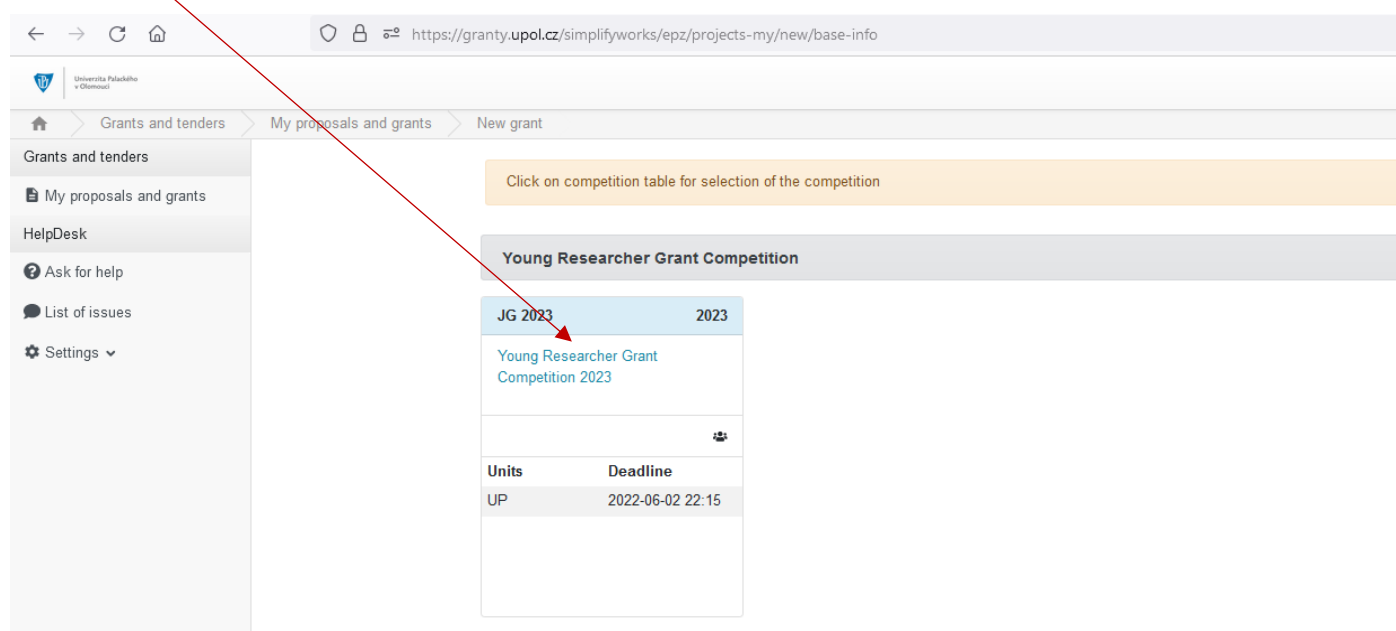 https://granty.upol.cz/simplifyworks/epz/projects-my/new/base-info
Univerzita Palackého
v Olomouci
Grants and tenders
My proposals and grants
New grant
Grants and tenders
My proposals and grants
HelpDesk
Ask for help
List of issues
Settings
Click on competition table for selection of the competition
Young Researcher Grant Competition
JG 2023 2023
Young Researcher Grant
Competition 2023
Units Deadline
UP 2022-06-02 22:15